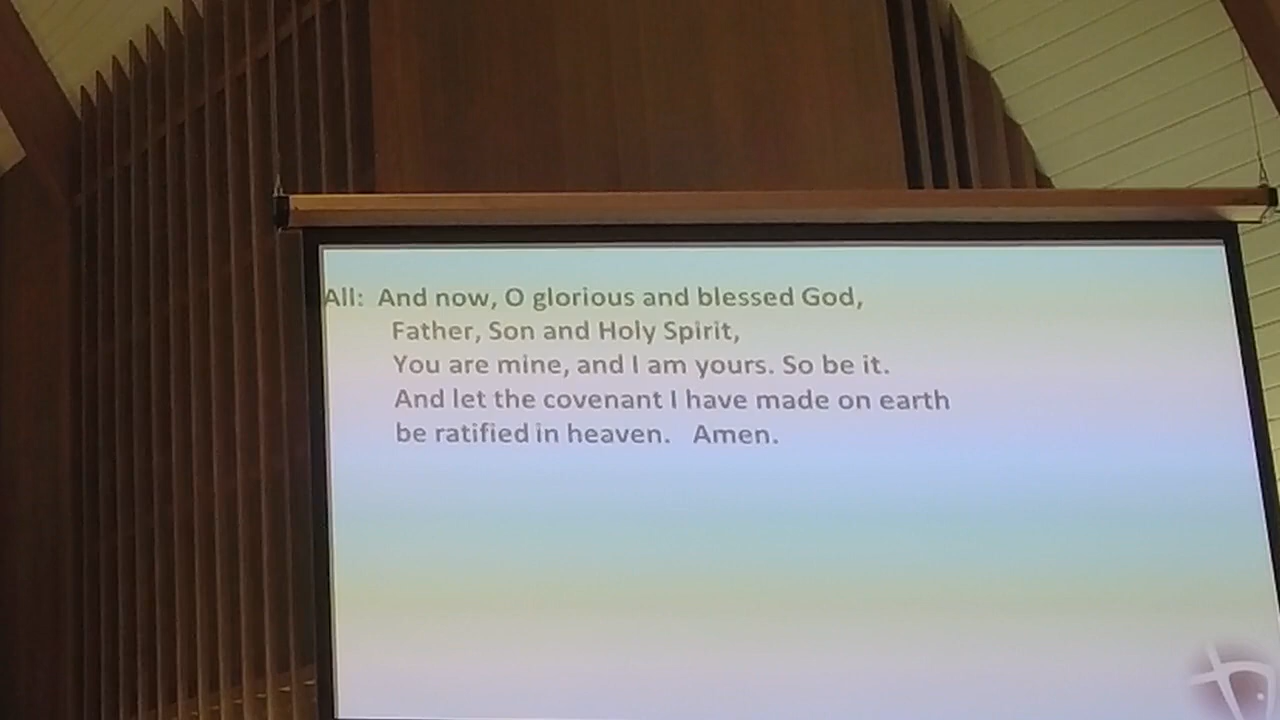 All: And now, O glorious and blessed God,
Father, Son and Holy Spirit,
You are mine, and I am yours. So be it.
And let the covenant I have made on earth
be ratified in heaven. Amen.